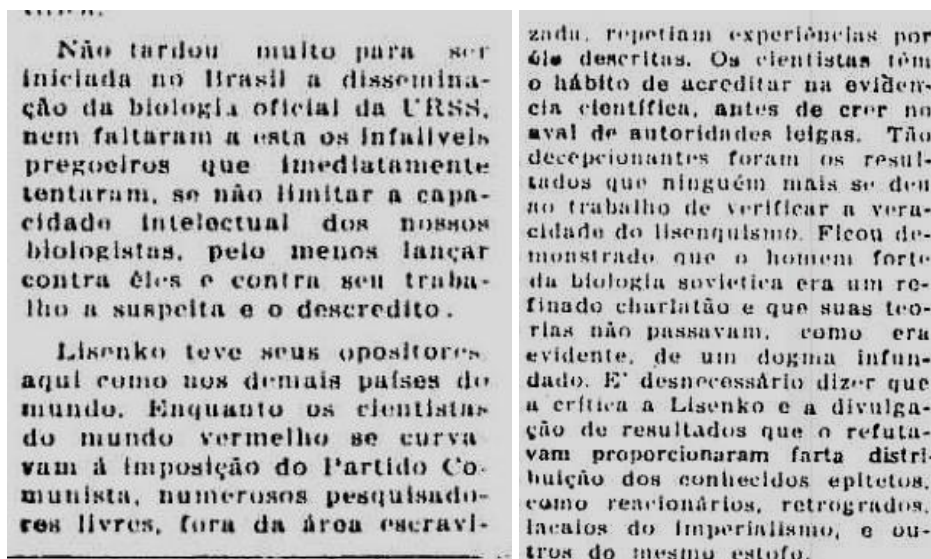 Não tardou muito para ser
iniciada no Brasil a dissemina-
ção da biologia oficial da URSS,
nem faltaram a esta os infaliveis
pregoeiros que imediatamente
tentaram, se não limitar a capa-
cidade intelectual dos nossos
biologistas, pelo menos lançar
contra êles e contra seu traba-
lho a suspeita e o descredito.
Lisenko teve seus opositores
aqui como nos demais países do
mundo. Enquanto os cientistas
do mundo vermelho se curva
vam á imposição do Partido Co-
munista, numerosos pesquisado-
res livres, fora da área escravi-
zada, repetiam experiências por
êle descritas. Os cientistas têm
o hábito de acreditar na eviden-
cia científica, antes de crer no
aval de autoridades leigas. Tão
decepcionantes foram os resul-
tados que ninguém mais se deu
ao trabalho de verificar a vera-
cidade do lisenquismo. Ficou de-
monstrado que o homem forte
da biologia sovietica era um re-
finado charlatão e que suas teo-
rias não passavam, como era
evidente, de um dogma infun-
dado. E' desnecessário dizer que
a crítica a Lisenko e a divulga-
ção de resultados que o refuta-
vam proporcionaram farta distri-
buição dos conhecidos epitetos,
como reacionários, retrogrados,
lacaios do imperialismo, e ou-
tros do mesmo estofo.